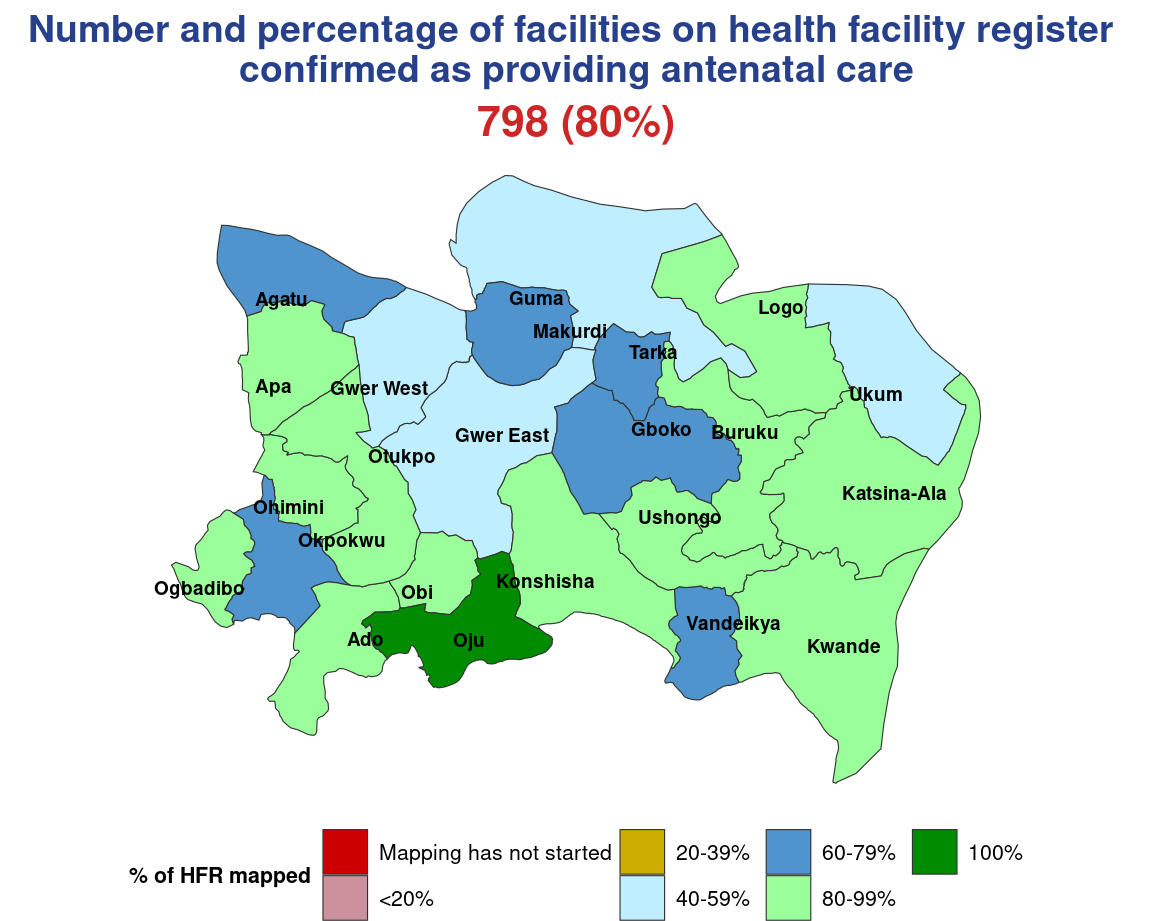 Number and percentage of facilities on health facility register
confirmed as providing antenatal care
798 (80%)
Agatu
Guma
Logo
Makurdi
Tarka
Apa
Gwer West
Ukum
Gwer East
Gboko
Buruku
Otukpo
Katsina-Ala
Ohimini
Ushongo
Okpokwu
Konshisha
Ogbadibo
Obi
Vandeikya
Ado
Oju
Kwande
% of HFR mapped
Mapping has not started
<20%
20-39%
40-59%
60-79%
80-99%
100%